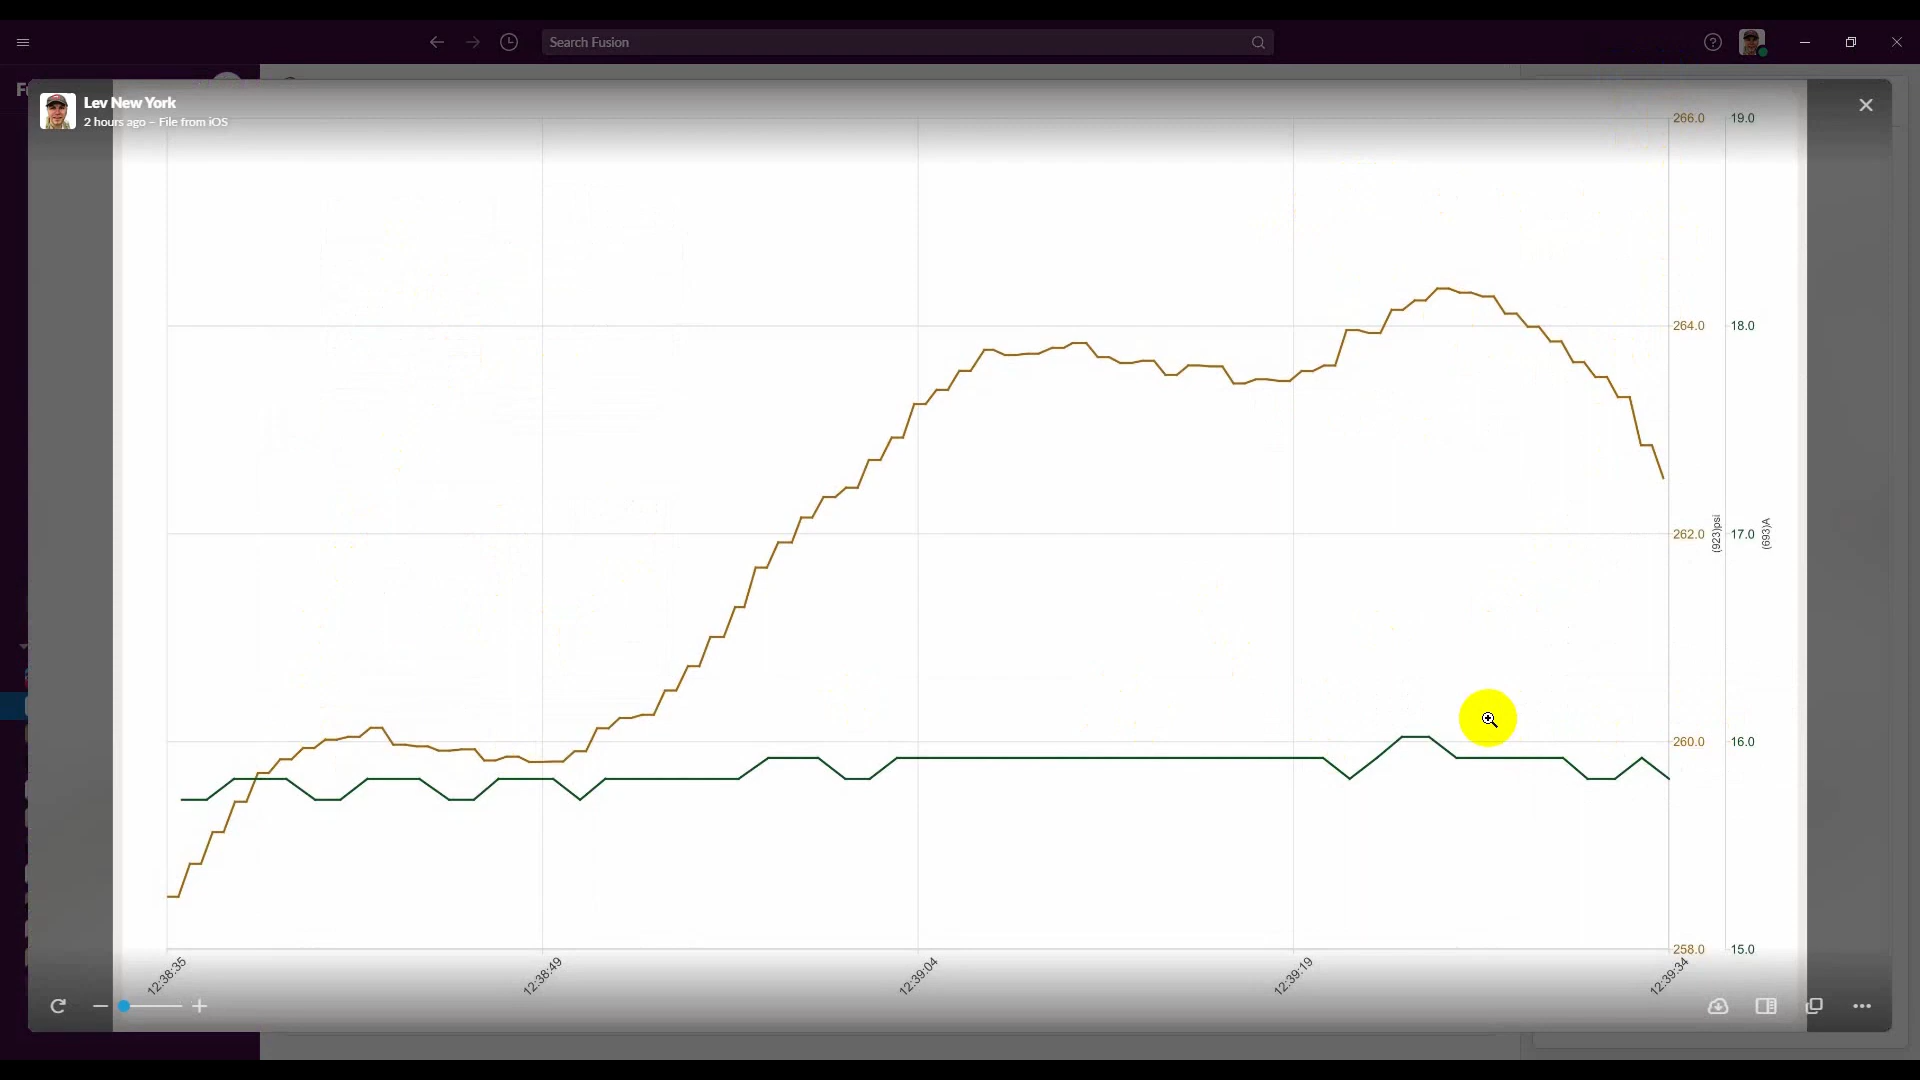 Search Fusion
Lev New York
2 hours ago – File from iOS
266.0 19.0
264.0 18.0
262.0 (923)psi 17.0 (693)A
260.0 16.0
258.0 15.0
12:38:35 12:38:49 12:39:04 12:39:19 12:39:34